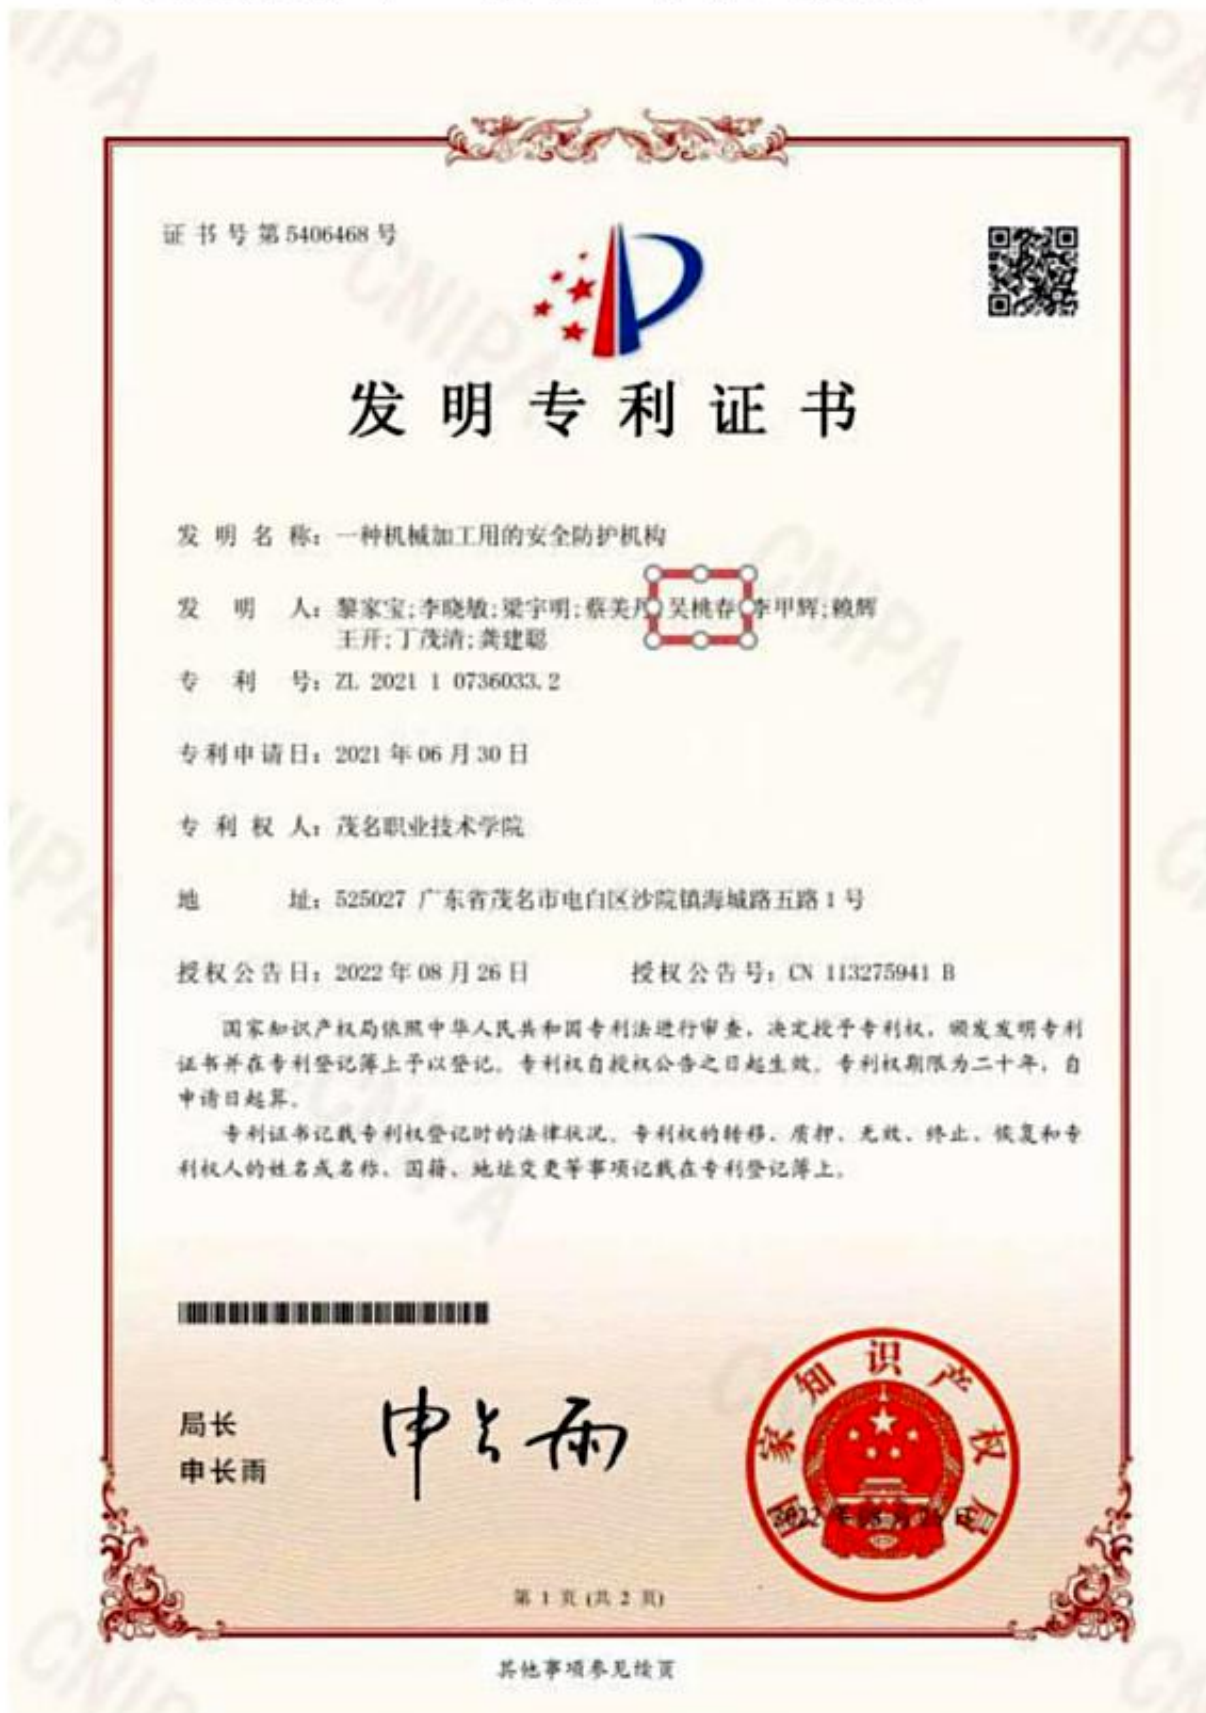 证书号第5406468号
发明专利证书
发明名称：一种机械加工用的安全防护机构
发明人：黎家宝;李晓敏;梁宇明;蔡美丹 吴桃春 李甲辉;赖辉
王开;丁茂清;龚建聪
专利号：ZL 2021 1 0736033.2
专利申请日：2021年06月30日
专利权人：茂名职业技术学院
地址：525027 广东省茂名市电白区沙院镇海城路五路1号
授权公告日：2022年08月26日 授权公告号：CN 113275941 B
国家知识产权局依照中华人民共和国专利法进行审查，决定授予专利权，颁发发明专利
证书并在专利登记簿上予以登记。专利权自授权公告之日起生效。专利权期限为二十年，自
申请日起算。
专利证书记载专利权登记时的法律状况。专利权的转移、质押、无效、终止、恢复和专
利权人的姓名或名称、国籍、地址变更等事项记载在专利登记簿上。
局长
申长雨
申长雨
国家知识产权局
2022年08月26日
第 1 页 (共 2 页)
其他事项参见续页
CNIPA
CNIPA
CNIPA
CNIPA
CNIPA